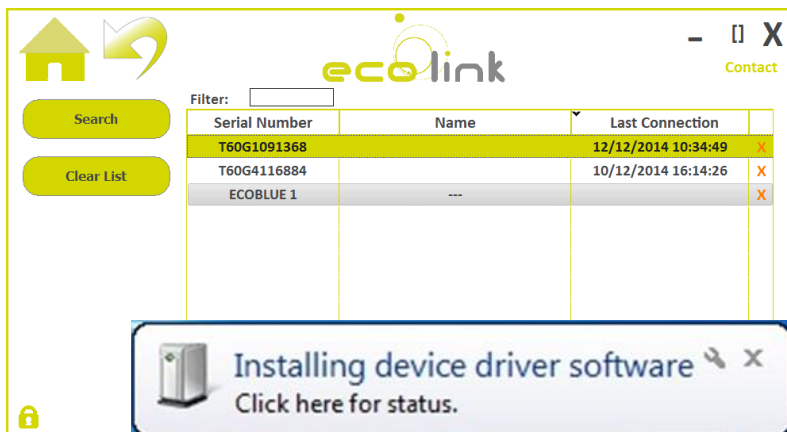 ecolink
- [] X
Contact
Filter:
Search
Clear List
Serial Number Name Last Connection
T60G1091368 12/12/2014 10:34:49 X
T60G4116884 10/12/2014 16:14:26 X
ECOBLUE 1 --- X
Installing device driver software X
Click here for status.